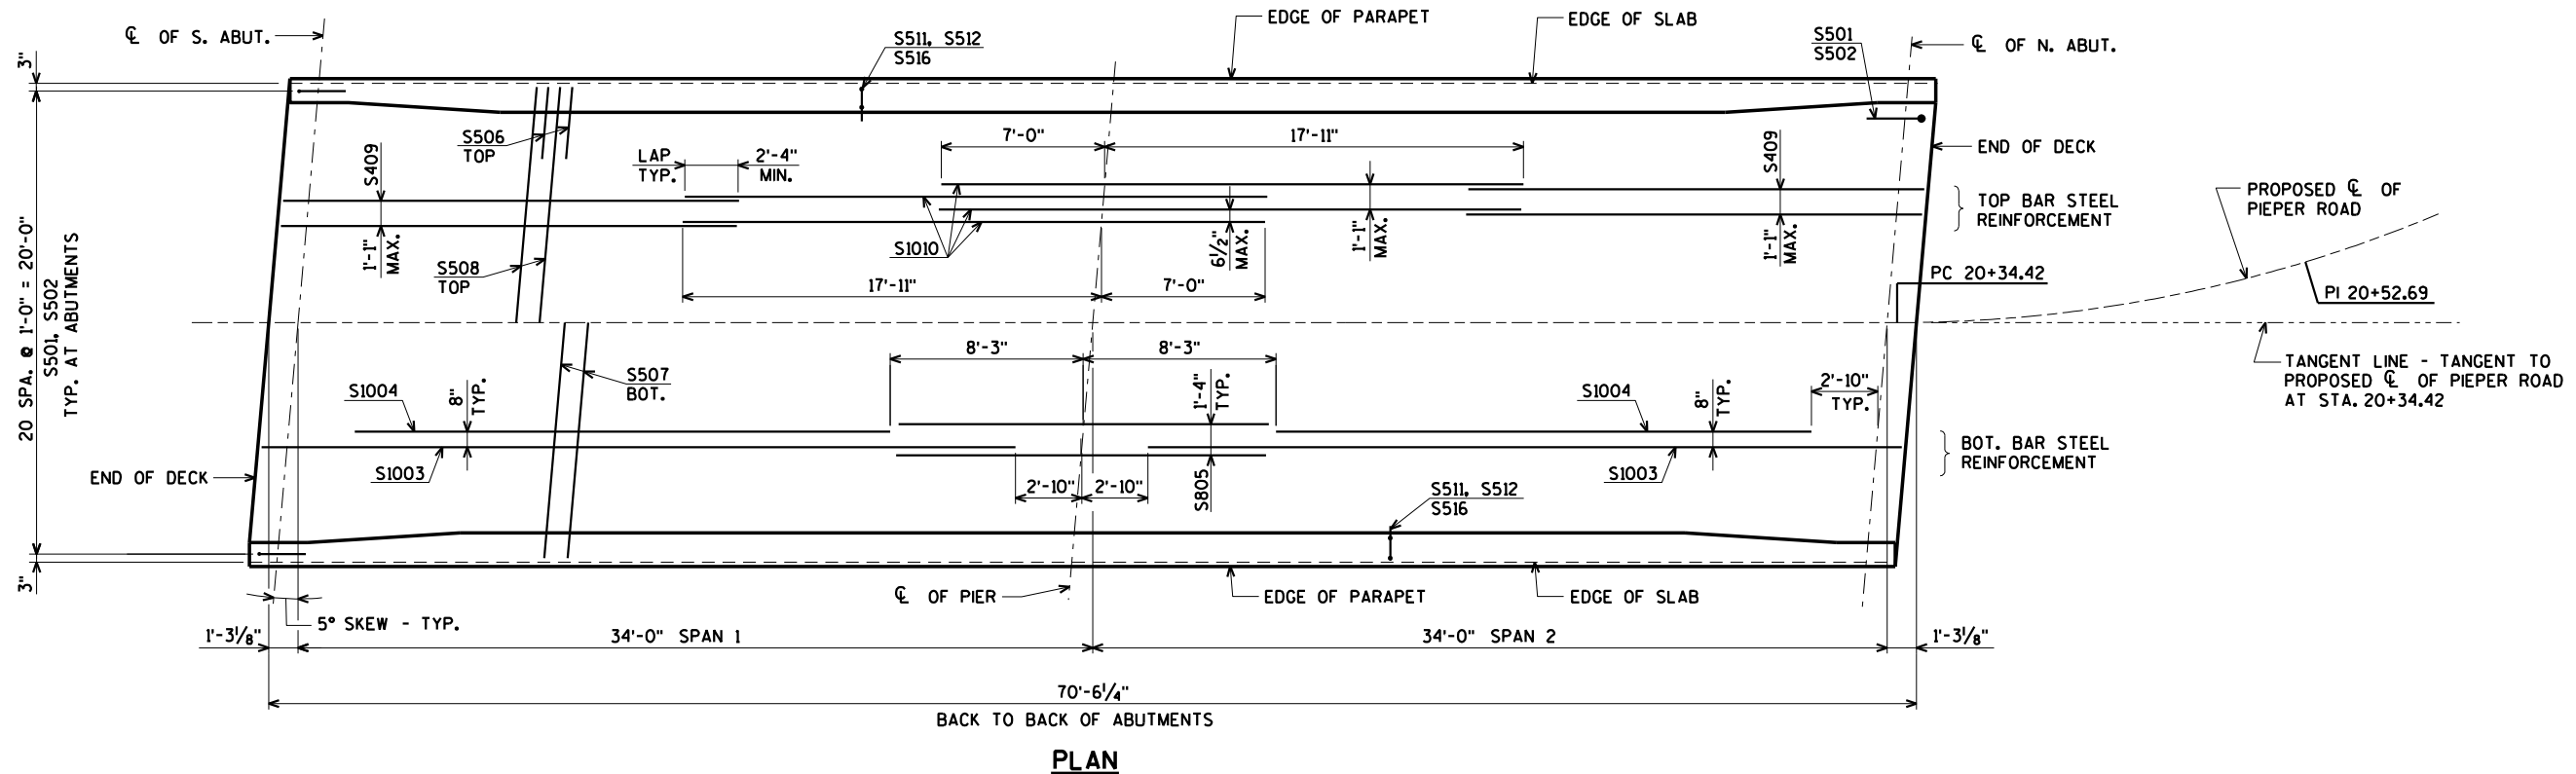 ℄ OF S. ABUT.
EDGE OF PARAPET
EDGE OF SLAB
S511, S512
S516
S501
S502
℄ OF N. ABUT.
3"
20 SPA. @ 1'-0" = 20'-0"
S501, S502
TYP. AT ABUTMENTS
3"
S506
TOP
S409
1'-1"
MAX.
S508
TOP
LAP
TYP.
2'-4"
MIN.
7'-0"
17'-11"
S1010
6 1/2"
MAX.
1'-1"
MAX.
S409
1'-1"
MAX.
17'-11"
7'-0"
END OF DECK
TOP BAR STEEL
REINFORCEMENT
PROPOSED ℄ OF
PIEPER ROAD
PC 20+34.42
PI 20+52.69
TANGENT LINE - TANGENT TO
PROPOSED ℄ OF PIEPER ROAD
AT STA. 20+34.42
8'-3"
8'-3"
S507
BOT.
S1004
8"
TYP.
S1003
1'-4"
TYP.
S805
2'-10"
2'-10"
S1004
8"
TYP.
S1003
2'-10"
TYP.
BOT. BAR STEEL
REINFORCEMENT
END OF DECK
S511, S512
S516
℄ OF PIER
EDGE OF PARAPET
EDGE OF SLAB
5° SKEW - TYP.
1'-3 1/8"
34'-0" SPAN 1
34'-0" SPAN 2
1'-3 1/8"
70'-6 1/4"
BACK TO BACK OF ABUTMENTS
PLAN